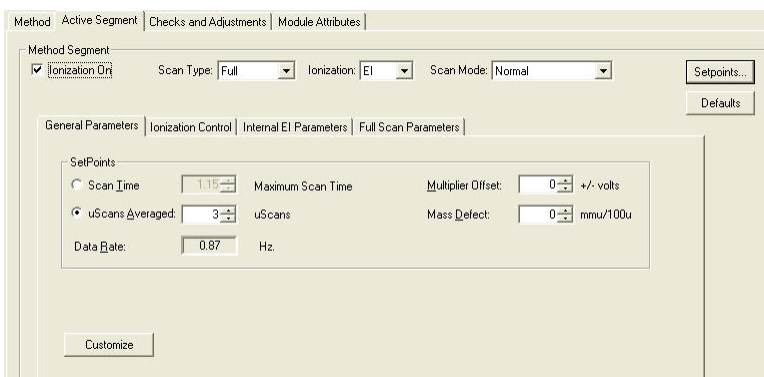 Method Active Segment Checks and Adjustments Module Attributes
Method Segment
Ionization On Scan Type: Full Ionization: EI Scan Mode: Normal Setpoints...
Defaults
General Parameters Ionization Control Internal EI Parameters Full Scan Parameters
SetPoints
Scan Time 1.15 Maximum Scan Time Multiplier Offset: 0 +/- volts
uScans Averaged: 3 uScans Mass Defect: 0 mmu/100u
Data Rate: 0.87 Hz.
Customize